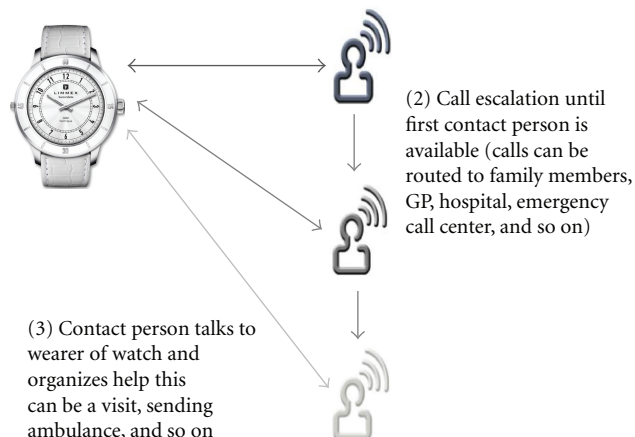 12
LIMMEX
(2) Call escalation until
first contact person is
available (calls can be
routed to family members,
GP, hospital, emergency
call center, and so on)
(3) Contact person talks to
wearer of watch and
organizes help this
can be a visit, sending
ambulance, and so on